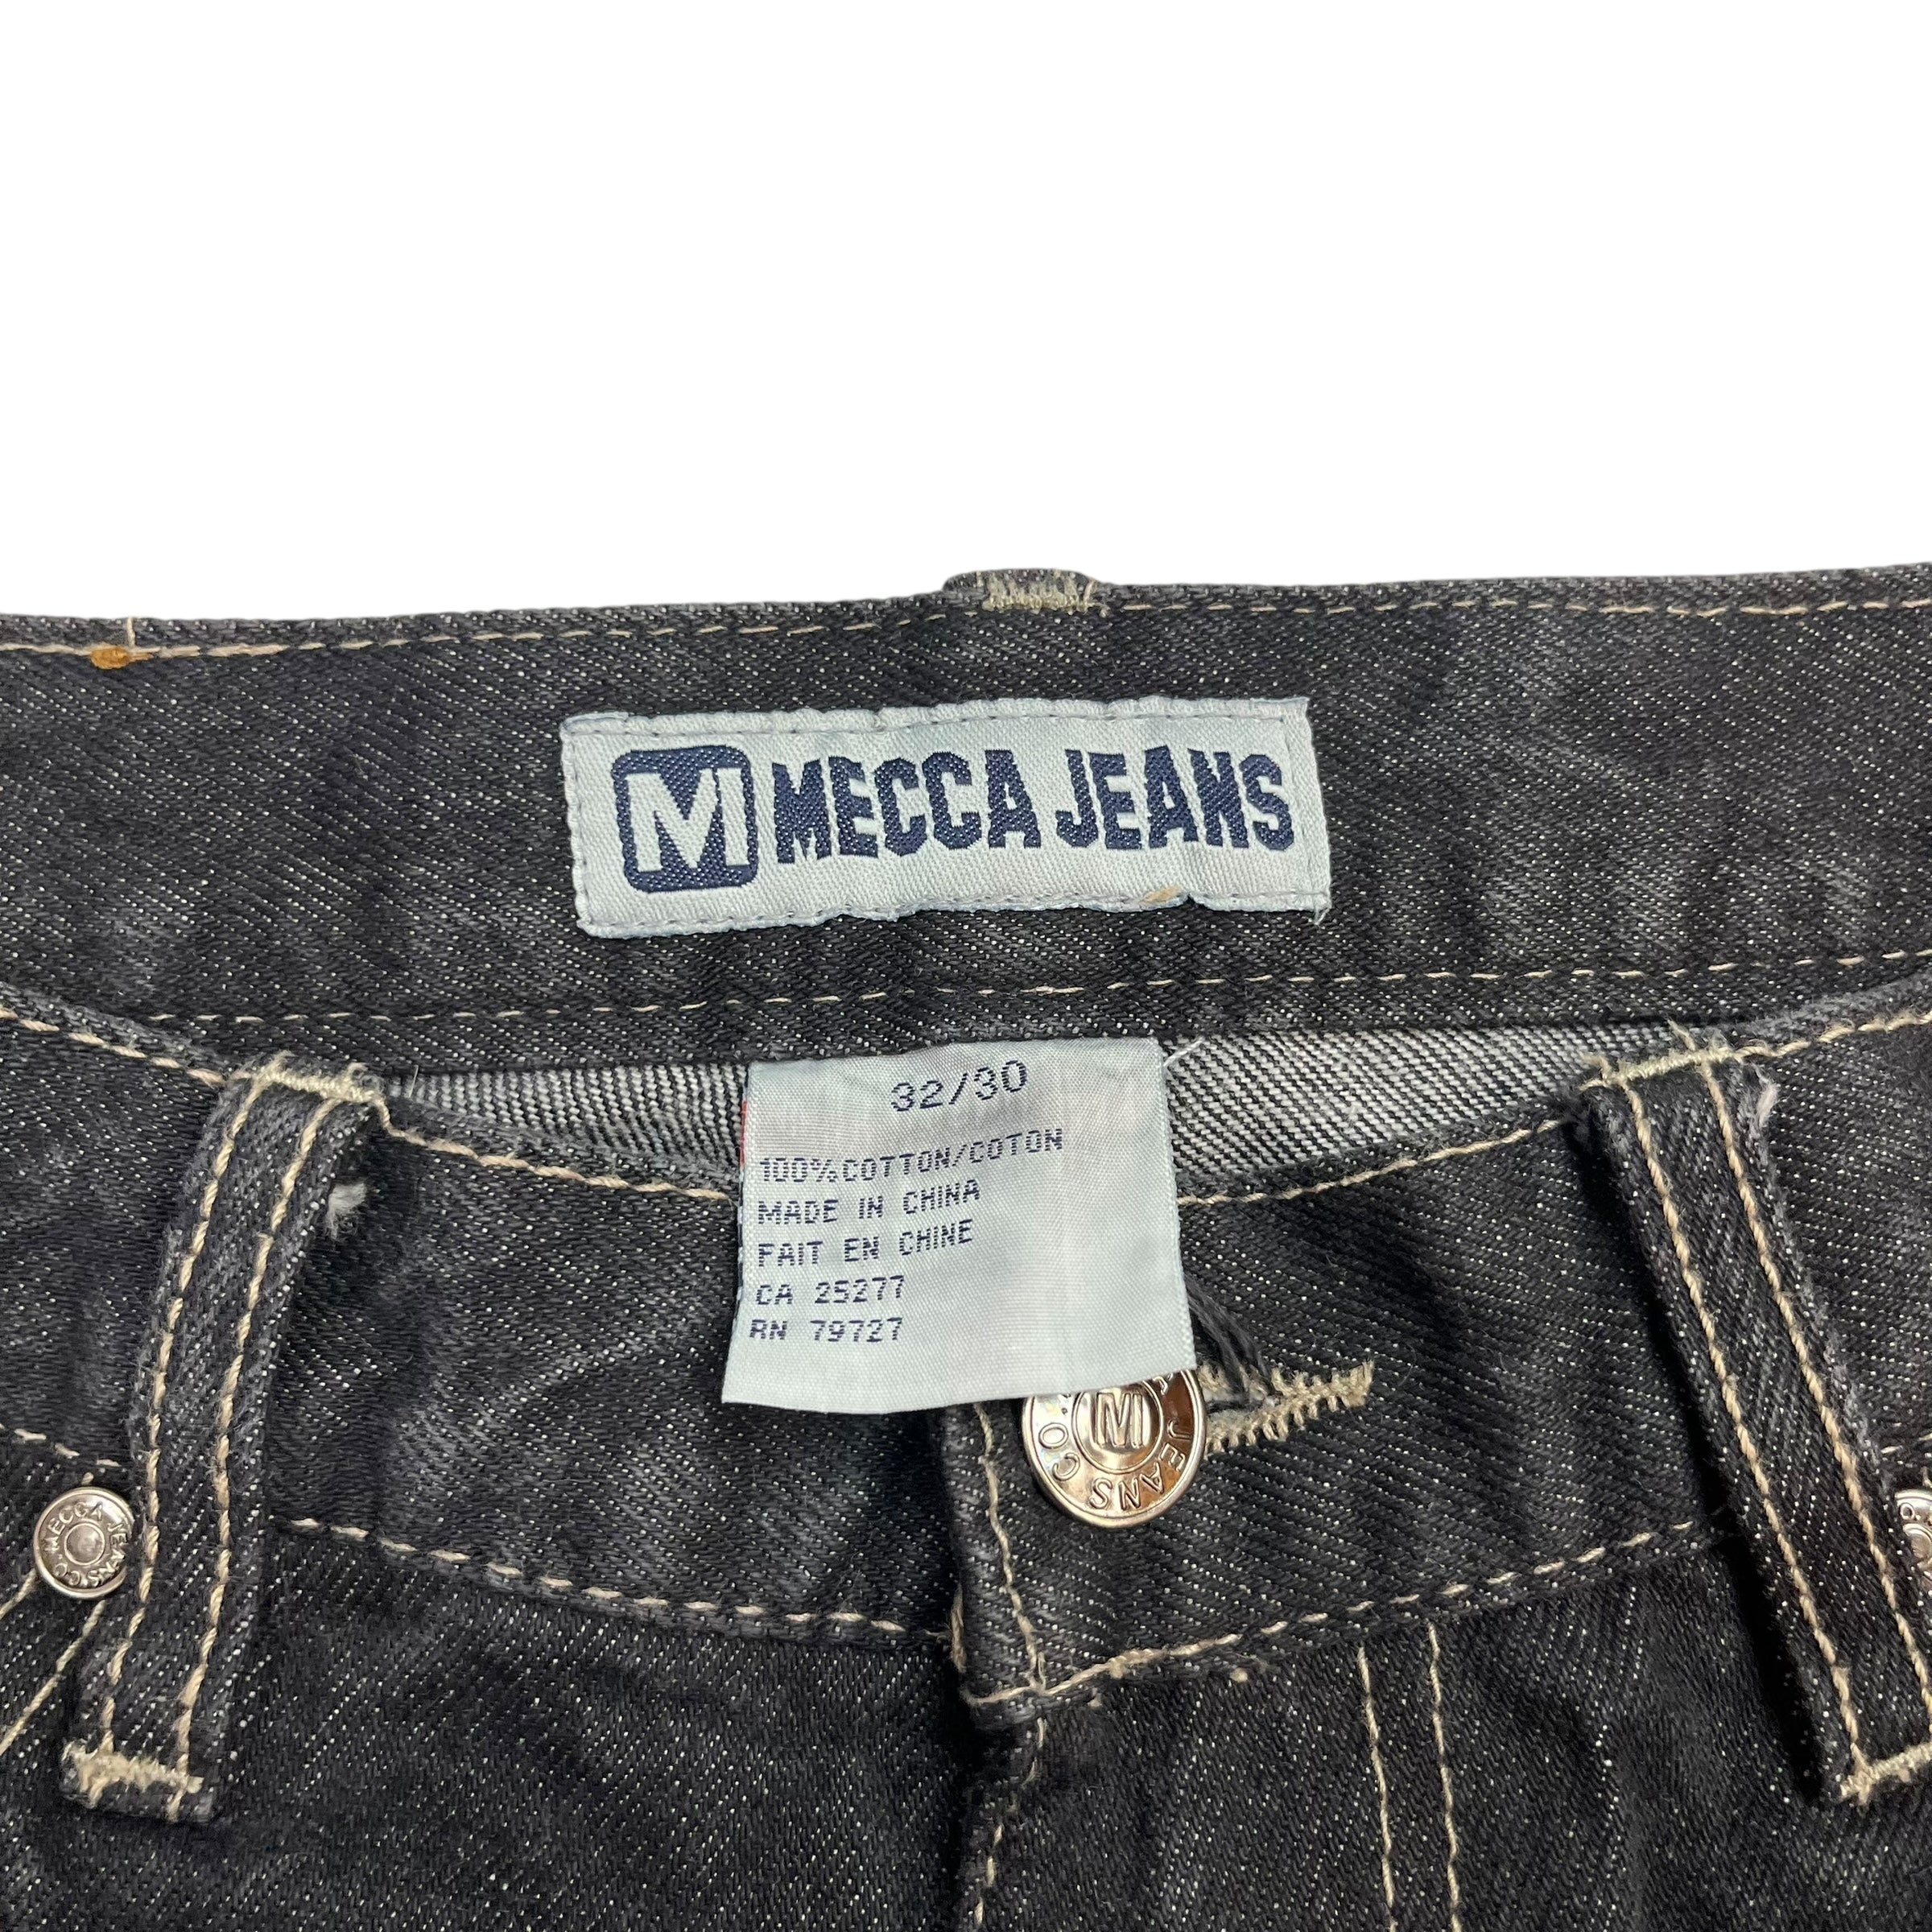 M MECCA JEANS
32/30
100% COTTON/COTON
MADE IN CHINA
FAIT EN CHINE
CA 25277
RN 79727
M
JEANS CO.
MECCA JEANS CO.